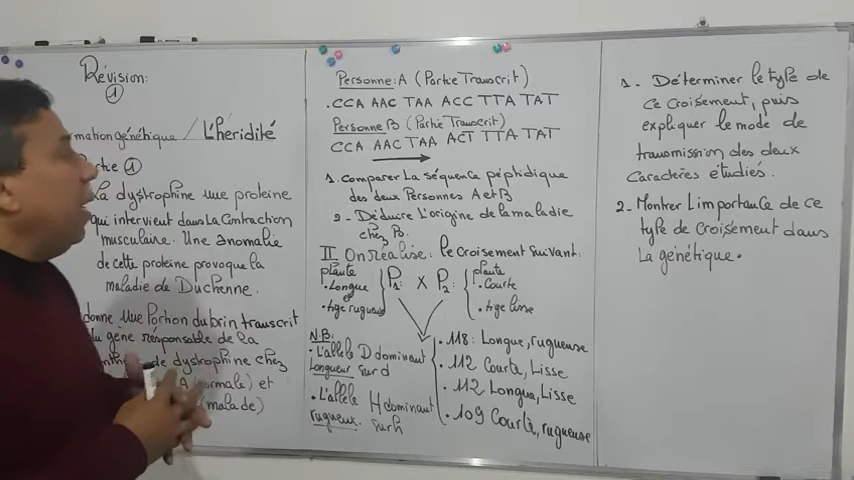 Révision:
1
génétique / L'héridité
1
La dystrophine une proteine
qui intervient dans la contraction
musculaire. Une anomalie
de cette proteine provoque la
maladie de Duchenne.
donne une Portion du brin transcrit
du gène résponsable de la
de dystrophine chez
et
(malade)
Personne: A (Partie Transcrit)
.CCA AAC TAA ACC TTA TAT
Personne B (Partie Transcrit)
CCA AAC TAA ACT TTA TAT
1. Comparer La séquence péptidique
des deux Personnes A et B
2- Déduire L'origine de la maladie
chez B.
II On réalise: le croisement suivant:
plante
. Longue
et
. tige rugueuse
P1: X P2:
plante
. Courte
. tige lisse
N.B:
. L'allèle D dominant
Longueur sur d
. L'allèle H dominant
rugueux. sur h
. 118: Longue, rugueuse
. 112 Courte, Lisse
. 112 Longue, Lisse
. 109 Courte, rugueuse
1 - Déterminer le type de
ce Croisement, puis
expliquer le mode de
transmission des deux
caractères étudiés.
2 - Montrer L'importance de ce
type de croisement dans
La génétique.